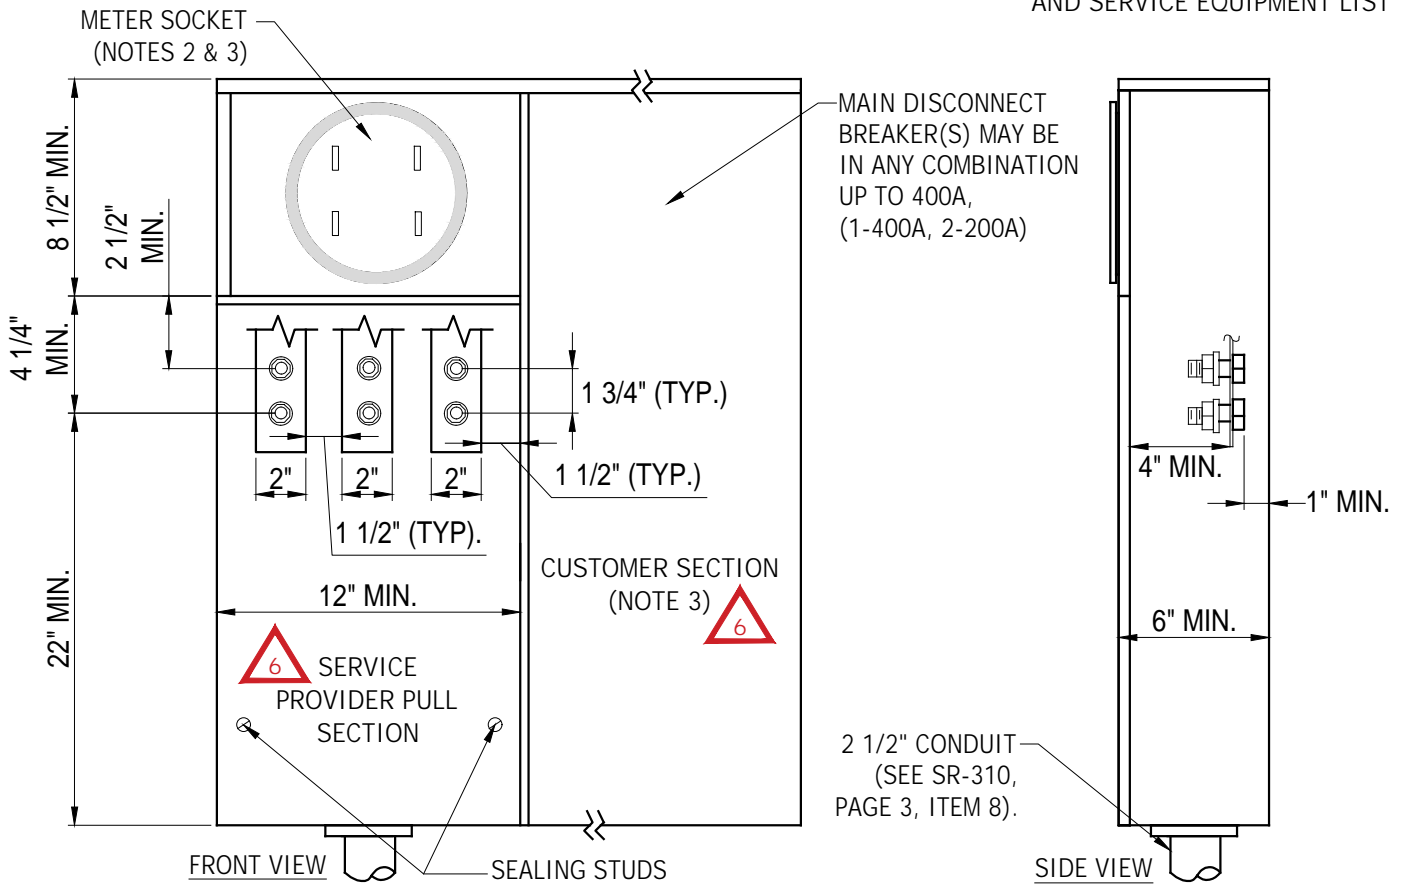 AND SERVICE EQUIPMENT LIST
METER SOCKET
(NOTES 2 & 3)
MAIN DISCONNECT
BREAKER(S) MAY BE
IN ANY COMBINATION
UP TO 400A,
(1-400A, 2-200A)
8 1/2" MIN.
2 1/2"
MIN.
4 1/4"
MIN.
22" MIN.
1 3/4" (TYP.)
2"
2"
2"
1 1/2" (TYP.)
1 1/2" (TYP).
12" MIN.
CUSTOMER SECTION
(NOTE 3)
6
6
SERVICE
PROVIDER PULL
SECTION
4" MIN.
1" MIN.
6" MIN.
2 1/2" CONDUIT
(SEE SR-310,
PAGE 3, ITEM 8).
FRONT VIEW
SEALING STUDS
SIDE VIEW